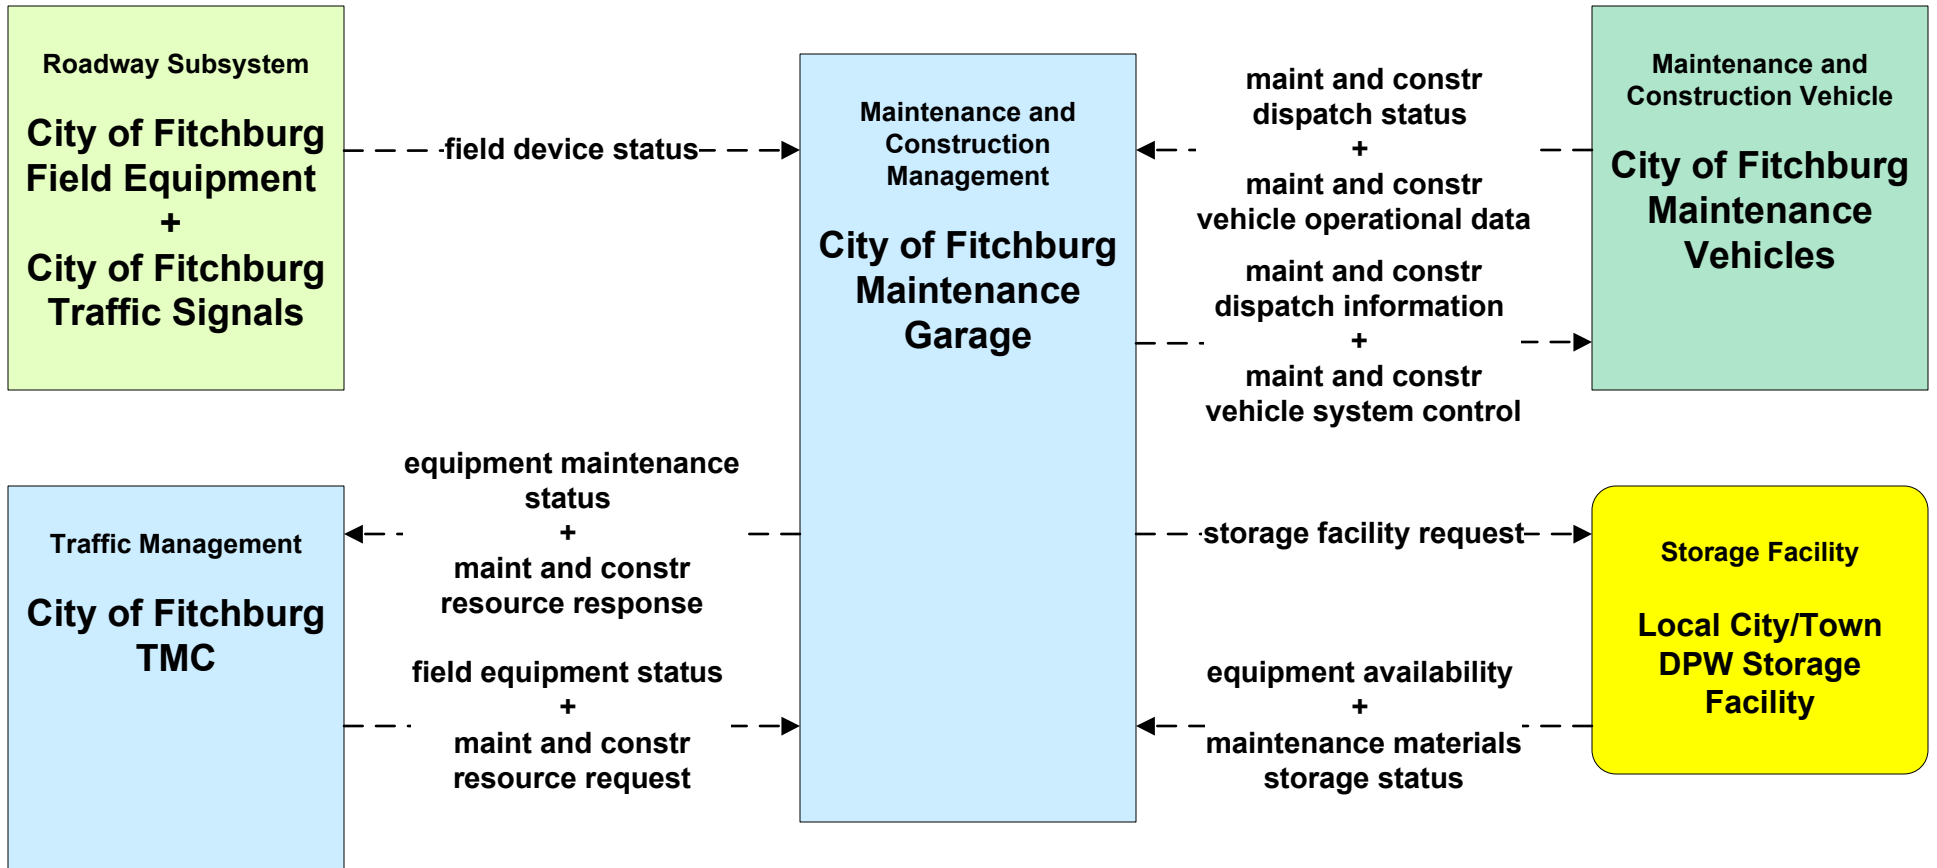 Roadway Subsystem
City of Fitchburg
Field Equipment
+
City of Fitchburg
Traffic Signals
field device status
Maintenance and
Construction
Management
City of Fitchburg
Maintenance
Garage
maint and constr
dispatch status
+
maint and constr
vehicle operational data
maint and constr
dispatch information
+
maint and constr
vehicle system control
Maintenance and
Construction Vehicle
City of Fitchburg
Maintenance
Vehicles
Traffic Management
City of Fitchburg
TMC
equipment maintenance
status
+
maint and constr
resource response
field equipment status
+
maint and constr
resource request
storage facility request
equipment availability
+
maintenance materials
storage status
Storage Facility
Local City/Town
DPW Storage
Facility